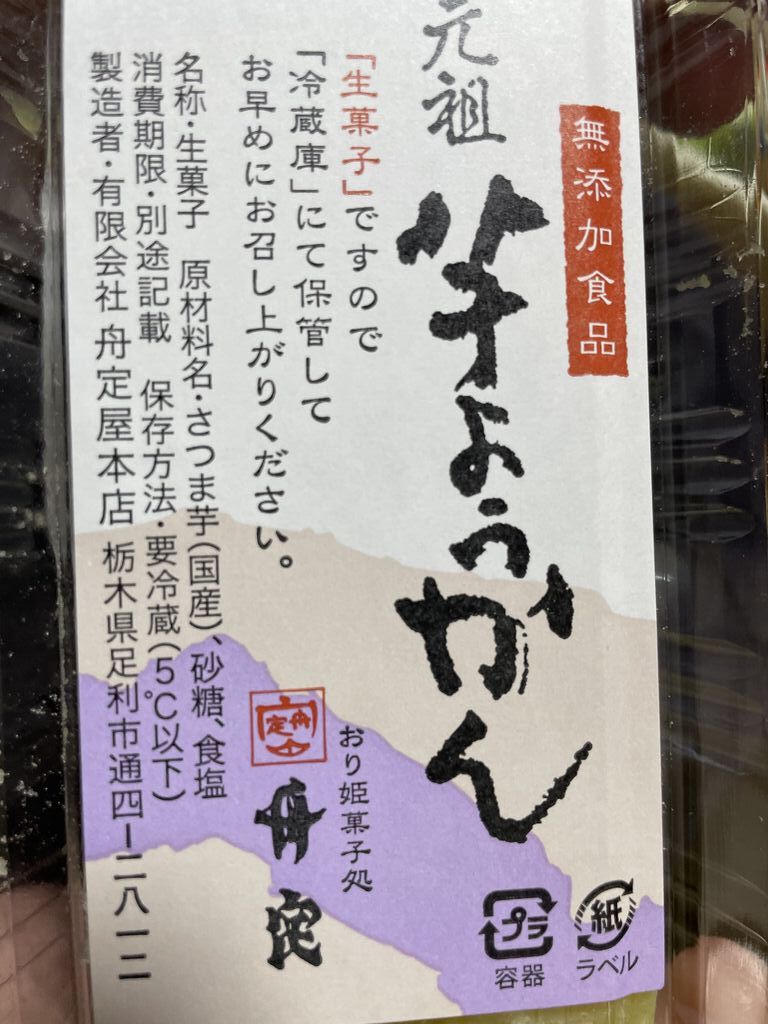 無添加食品
元祖
芋ようかん
「生菓子」ですので
「冷蔵庫」にて保管して
お早めにお召し上がりください。
おり姫菓子処
舟定
舟定
名称・生菓子　原材料名・さつま芋(国産)、砂糖、食塩
消費期限・別途記載　保存方法・要冷蔵(5℃以下)
製造者・有限会社 舟定屋本店 栃木県足利市通四ー二八一二
プラ
容器
紙
ラベル